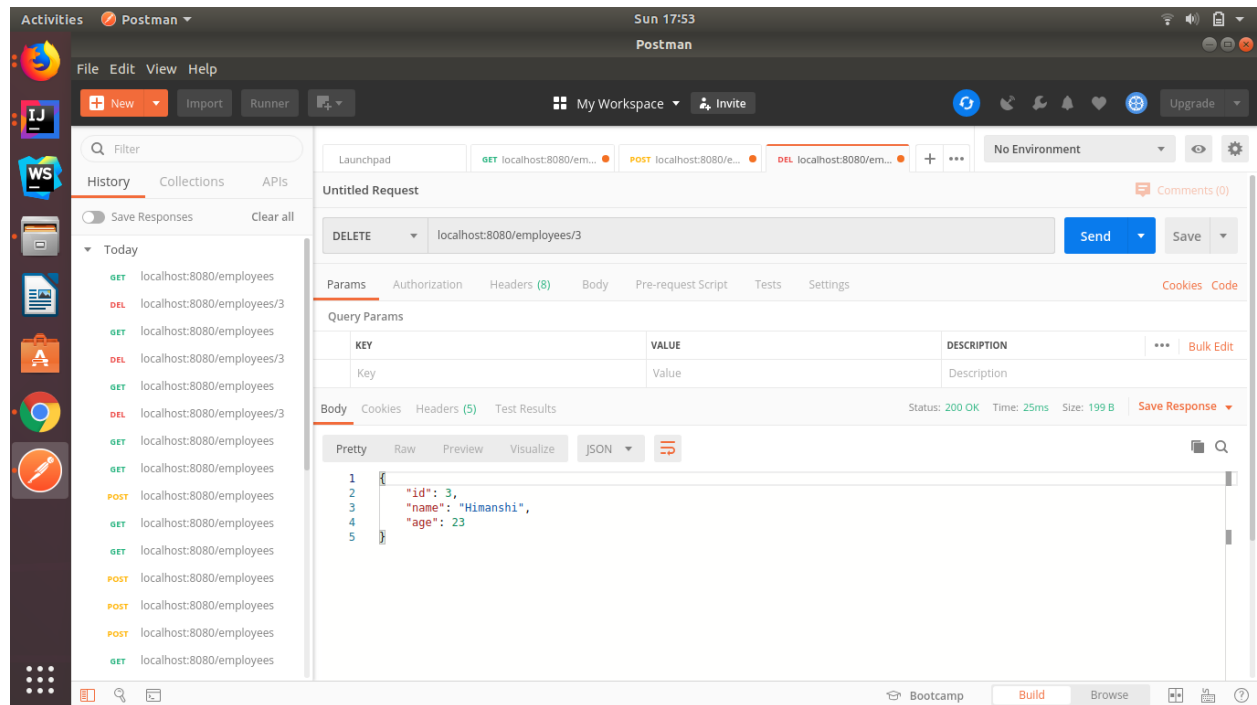 Activities Postman Sun 17:53
Postman
File Edit View Help
New Import Runner My Workspace Invite Upgrade
Filter
History Collections APIs
Save Responses Clear all
Today
GET localhost:8080/employees
DEL localhost:8080/employees/3
GET localhost:8080/employees
DEL localhost:8080/employees/3
GET localhost:8080/employees
DEL localhost:8080/employees/3
GET localhost:8080/employees
GET localhost:8080/employees
POST localhost:8080/employees
GET localhost:8080/employees
GET localhost:8080/employees
POST localhost:8080/employees
POST localhost:8080/employees
POST localhost:8080/employees
GET localhost:8080/employees
Launchpad GET localhost:8080/em... POST localhost:8080/e... DEL localhost:8080/em... + ••• No Environment
Untitled Request Comments (0)
DELETE localhost:8080/employees/3 Send Save
Params Authorization Headers (8) Body Pre-request Script Tests Settings Cookies Code
Query Params
KEY VALUE DESCRIPTION ••• Bulk Edit
Key Value Description
Body Cookies Headers (5) Test Results Status: 200 OK Time: 25ms Size: 199 B Save Response
Pretty Raw Preview Visualize JSON
1 {
2 "id": 3,
3 "name": "Himanshi",
4 "age": 23
5 }
Bootcamp Build Browse
IJ
WS